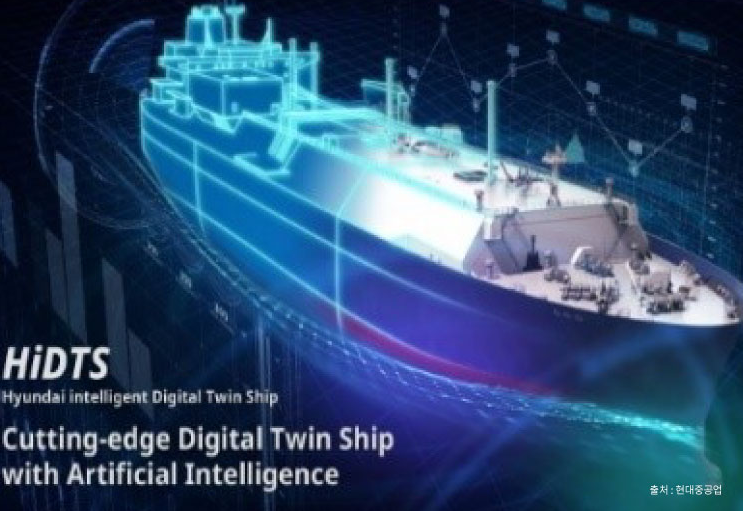 HiDTS
Hyundai intelligent Digital Twin Ship
Cutting-edge Digital Twin Ship
with Artificial Intelligence
출처 : 현대중공업